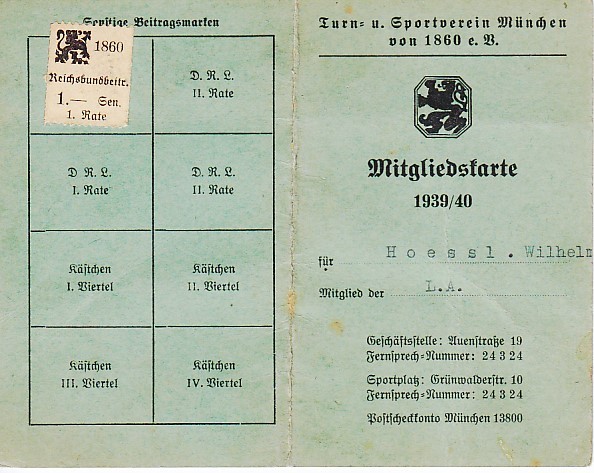 Sonstige Beitragsmarken
1860
Reichsbundbeitr.
1.— Sen.
1. Rate
D. R. L.
II. Rate
D. R. L.
I. Rate
D. R. L.
II. Rate
Kästchen
I. Viertel
Kästchen
II. Viertel
Kästchen
III. Viertel
Kästchen
IV. Viertel
Turn- u. Sportverein München
von 1860 e. V.
Mitgliedskarte
1939/40
für Hoessl . Wilhelm
Mitglied der L.A.
Geschäftsstelle: Auenstraße 19
Fernsprech-Nummer: 24 3 24
Sportplatz: Grünwalderstr. 10
Fernsprech-Nummer: 24 3 24
Postscheckkonto München 13800